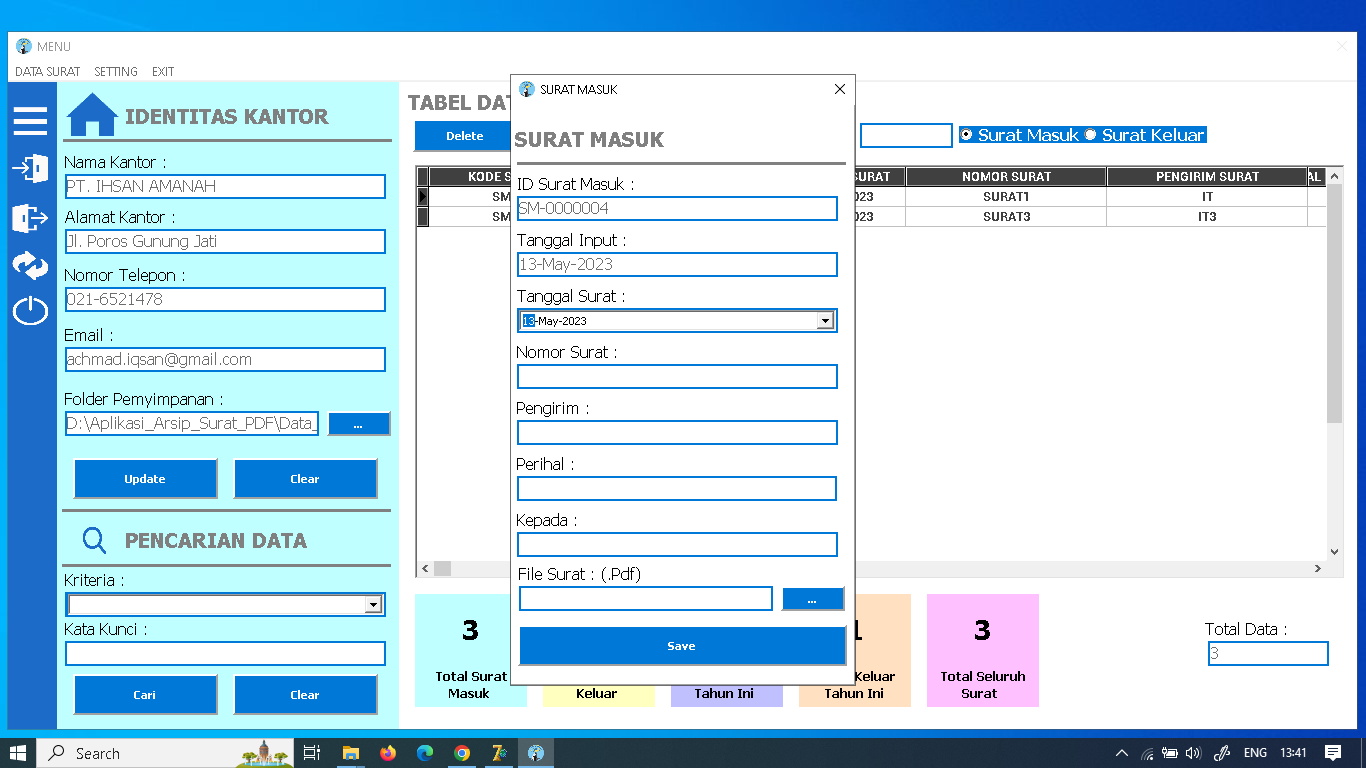 MENU
DATA SURAT SETTING EXIT
IDENTITAS KANTOR
Nama Kantor :
PT. IHSAN AMANAH
Alamat Kantor :
Jl. Poros Gunung Jati
Nomor Telepon :
021-6521478
Email :
achmad.iqsan@gmail.com
Folder Pemyimpanan :
D:\Aplikasi_Arsip_Surat_PDF\Data_
...
Update Clear
PENCARIAN DATA
Kriteria :
Kata Kunci :
Cari Clear
TABEL DAT
Delete
Surat Masuk Surat Keluar
KODE S URAT NOMOR SURAT PENGIRIM SURAT AL
SM 023 SURAT1 IT
SM 023 SURAT3 IT3
SURAT MASUK
SURAT MASUK
ID Surat Masuk :
SM-0000004
Tanggal Input :
13-May-2023
Tanggal Surat :
13-May-2023
Nomor Surat :
Pengirim :
Perihal :
Kepada :
File Surat : (.Pdf)
...
Save
3
Total Surat
Masuk
Keluar
Tahun Ini
1
Keluar
Tahun Ini
3
Total Seluruh
Surat
Total Data :
3
Search
ENG 13:41